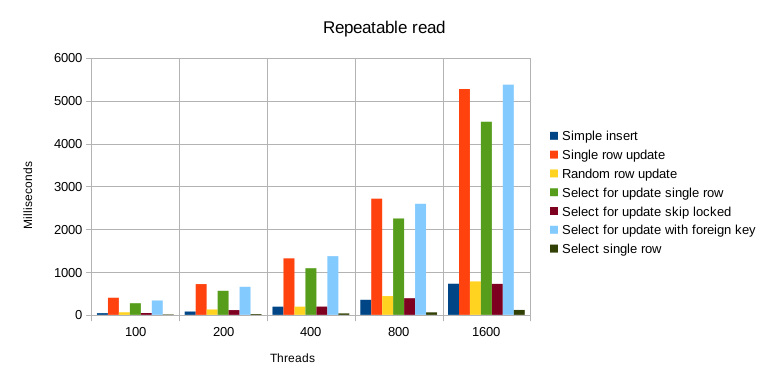 Repeatable read
6000
5000
4000
3000
2000
1000
0
Milliseconds
100 200 400 800 1600
Threads
Simple insert
Single row update
Random row update
Select for update single row
Select for update skip locked
Select for update with foreign key
Select single row